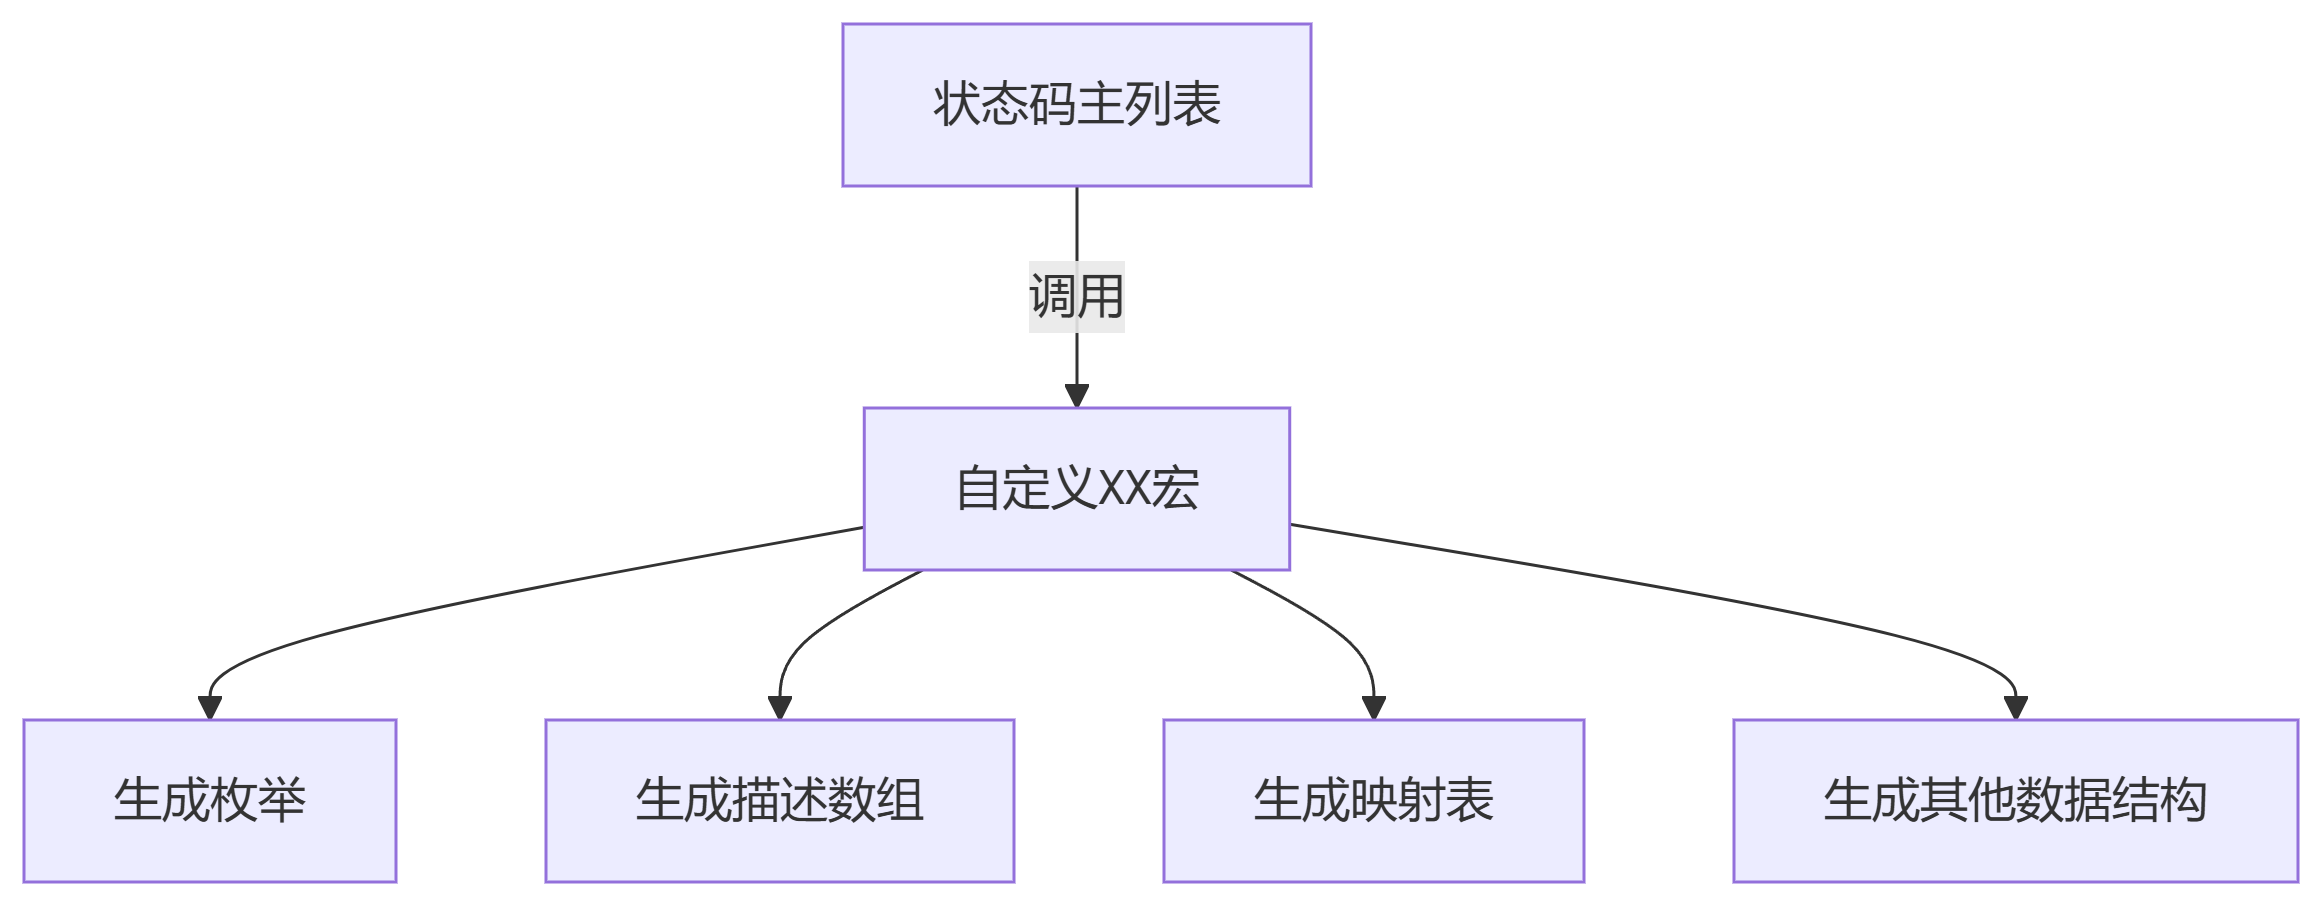 状态码主列表
调用
自定义XX宏
生成枚举
生成描述数组
生成映射表
生成其他数据结构